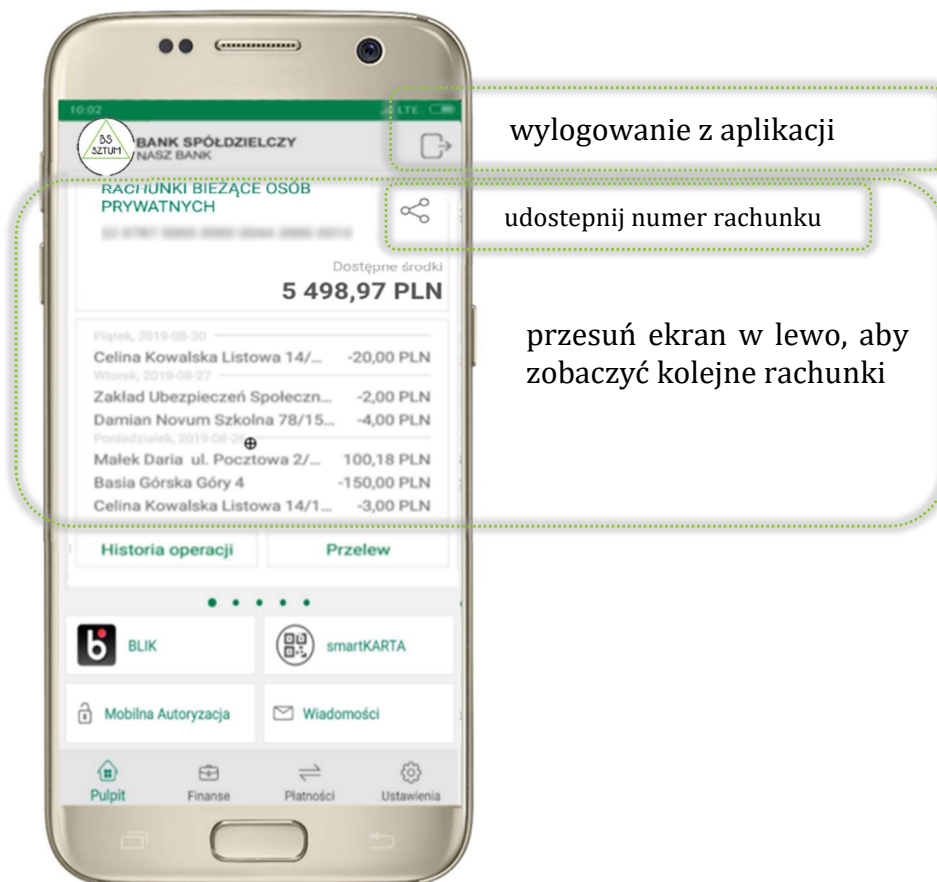 10:02 LTE
BS
SZTUM
BANK SPÓŁDZIELCZY
NASZ BANK
wylogowanie z aplikacji
RACHUNKI BIEŻĄCE OSÓB
PRYWATNYCH
udostepnij numer rachunku
Dostępne środki
5 498,97 PLN
przesuń ekran w lewo, aby
zobaczyć kolejne rachunki
Piątek, 2019-08-30
Celina Kowalska Listowa 14/... -20,00 PLN
Wtorek, 2019-08-27
Zakład Ubezpieczeń Społeczn... -2,00 PLN
Damian Novum Szkolna 78/15... -4,00 PLN
Poniedziałek, 2019-08-26
Małek Daria ul. Pocztowa 2/... 100,18 PLN
Basia Górska Góry 4 -150,00 PLN
Celina Kowalska Listowa 14/1... -3,00 PLN
Historia operacji Przelew
BLIK smartKARTA
Mobilna Autoryzacja Wiadomości
Pulpit Finanse Płatności Ustawienia